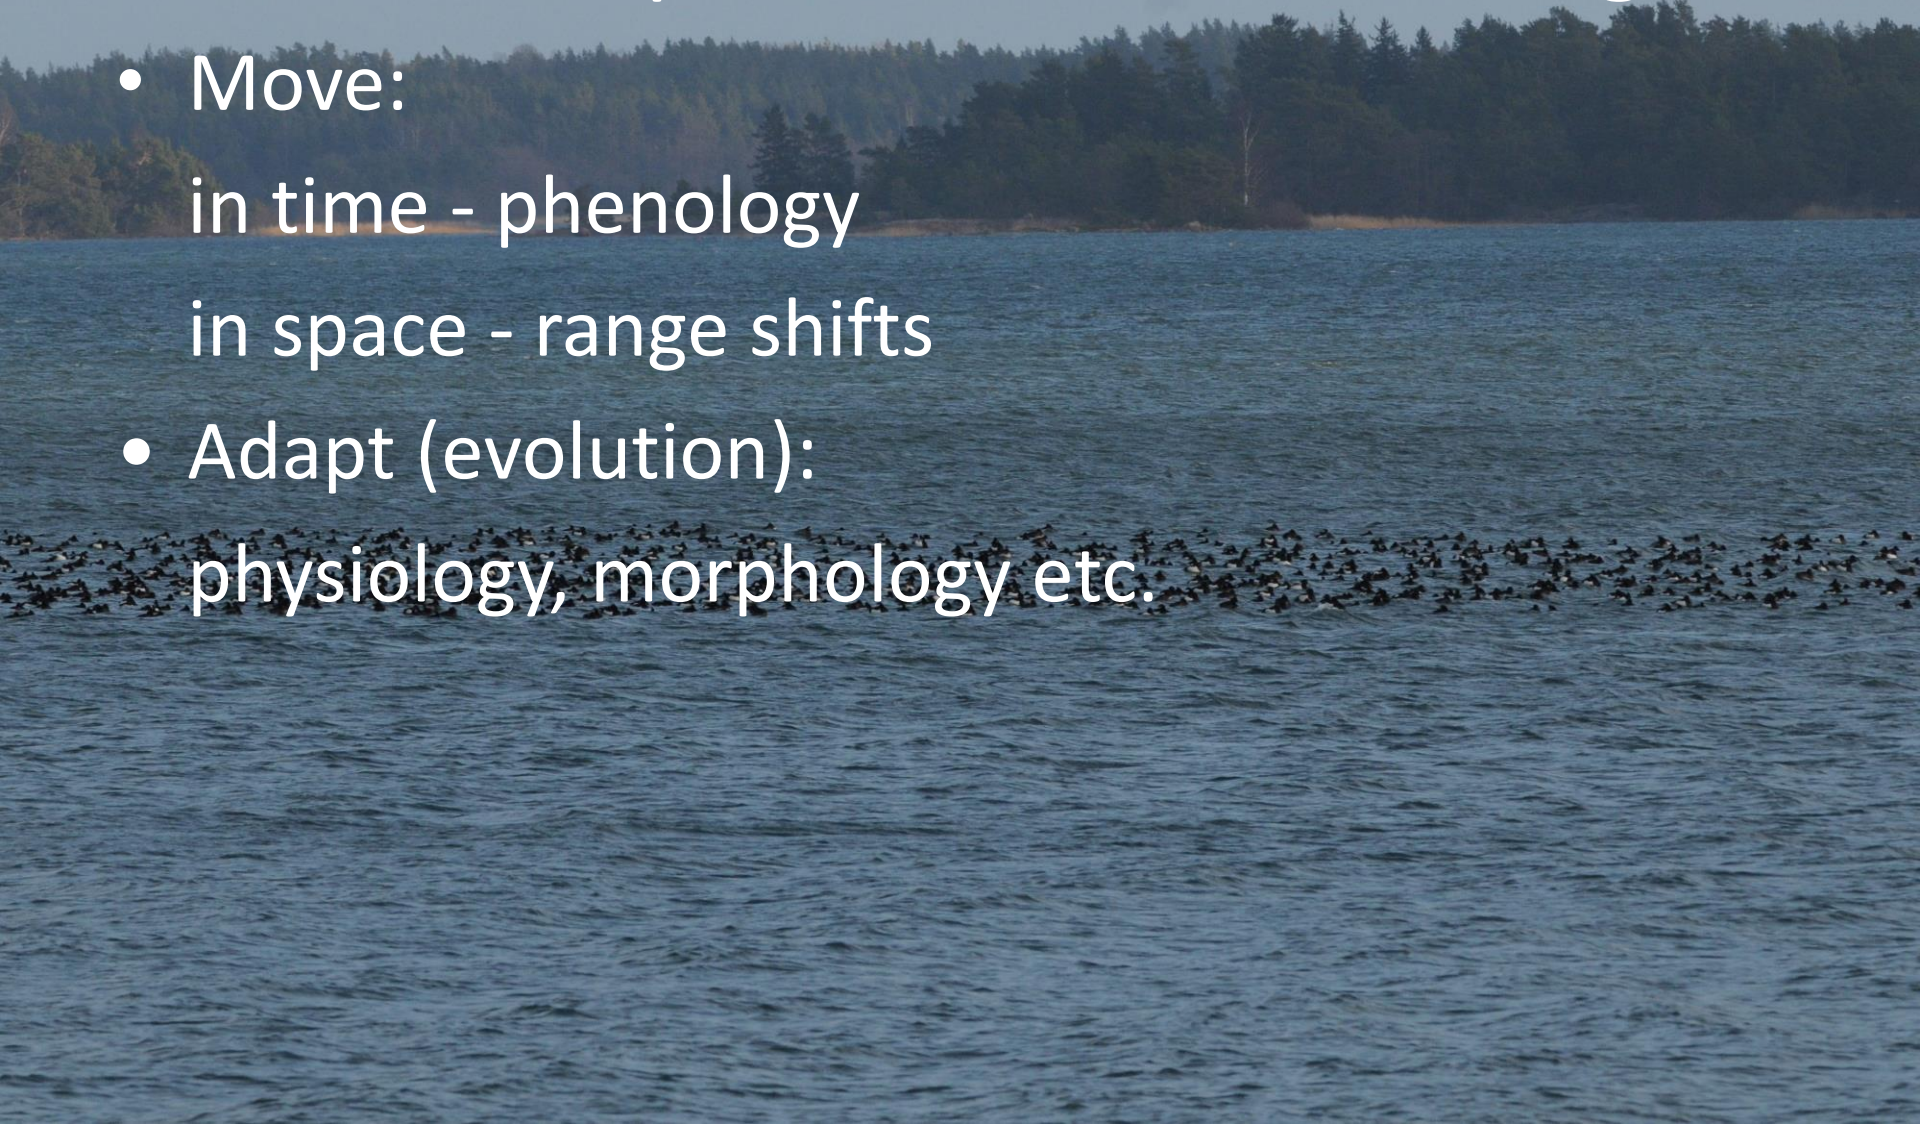 • Move:
in time - phenology
in space - range shifts
• Adapt (evolution):
physiology, morphology etc.